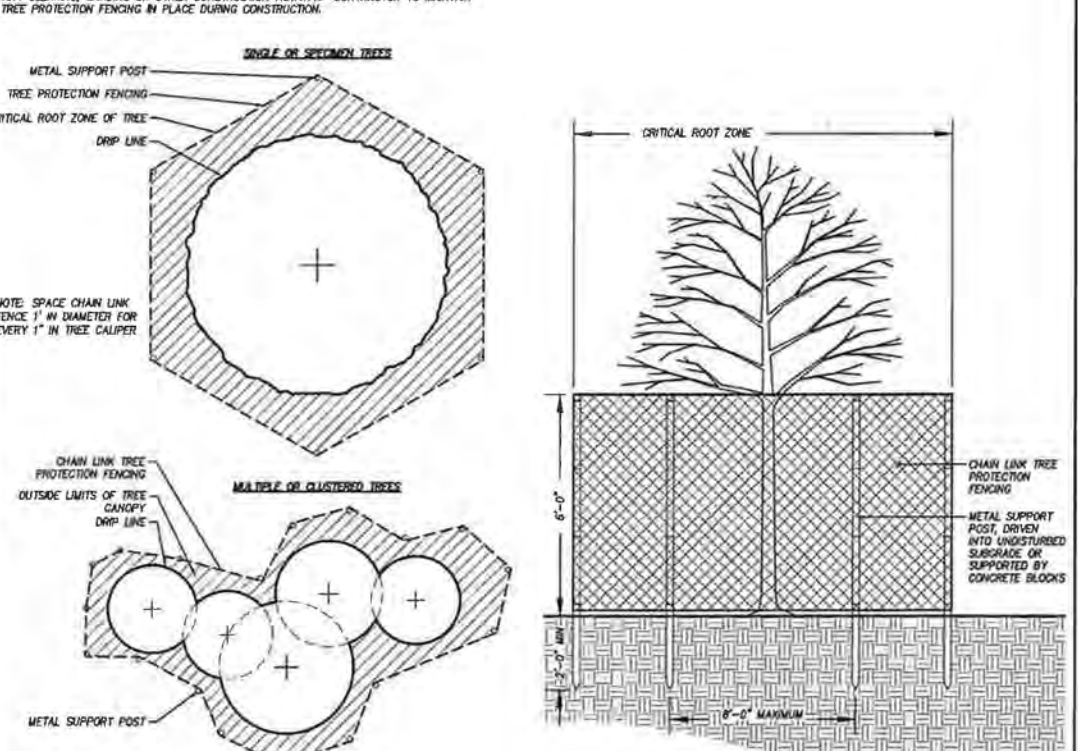 TREE PROTECTION FENCING IN PLACE DURING CONSTRUCTION.
SINGLE OR SPECIMEN TREES
METAL SUPPORT POST
TREE PROTECTION FENCING
CRITICAL ROOT ZONE OF TREE
DRIP LINE
NOTE: SPACE CHAIN LINK
FENCE 1' IN DIAMETER FOR
EVERY 1" IN TREE CALIPER
CHAIN LINK TREE
PROTECTION FENCING
MULTIPLE OR CLUSTERED TREES
OUTSIDE LIMITS OF TREE
CANOPY
DRIP LINE
METAL SUPPORT POST
CRITICAL ROOT ZONE
6'-0"
CHAIN LINK TREE
PROTECTION
FENCING
METAL SUPPORT
POST, DRIVEN
INTO UNDISTURBED
SUBGRADE OR
SUPPORTED BY
CONCRETE BLOCKS
2'-0" MIN
8'-0" MAXIMUM